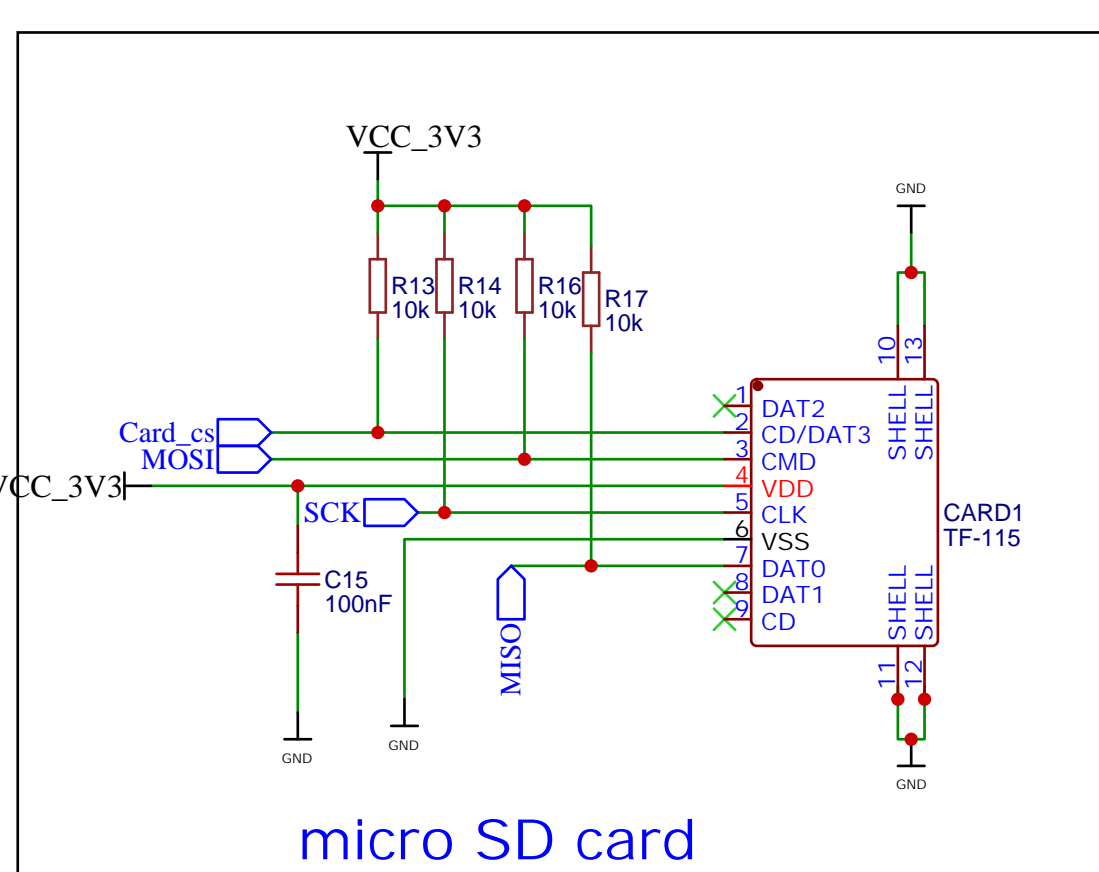 VCC_3V3
GND
R13
10k
R14
10k
R16
10k
R17
10k
10
13
SHELL
SHELL
1
DAT2
Card_cs
2
CD/DAT3
MOSI
3
CMD
VCC_3V3
4
VDD
SCK
5
CLK
CARD1
TF-115
6
VSS
7
DAT0
C15
100nF
8
DAT1
9
CD
SHELL
SHELL
MISO
11
12
GND
GND
GND
micro SD card